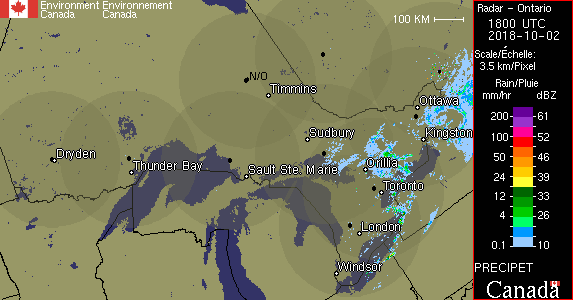 Environment Environnement
Canada Canada
100 KM
N/O
Timmins
Ottawa
Sudbury
Kingston
Dryden
Thunder Bay
Sault Ste. Marie
Orillia
Toronto
London
Windsor
Radar - Ontario
1800 UTC
2018-10-02
Scale/Échelle:
3.5 km/Pixel
Rain/Pluie
mm/hr dBZ
200 61
100 52
50 46
24 39
12 33
4 26
0.1 10
PRECIPET
Canada